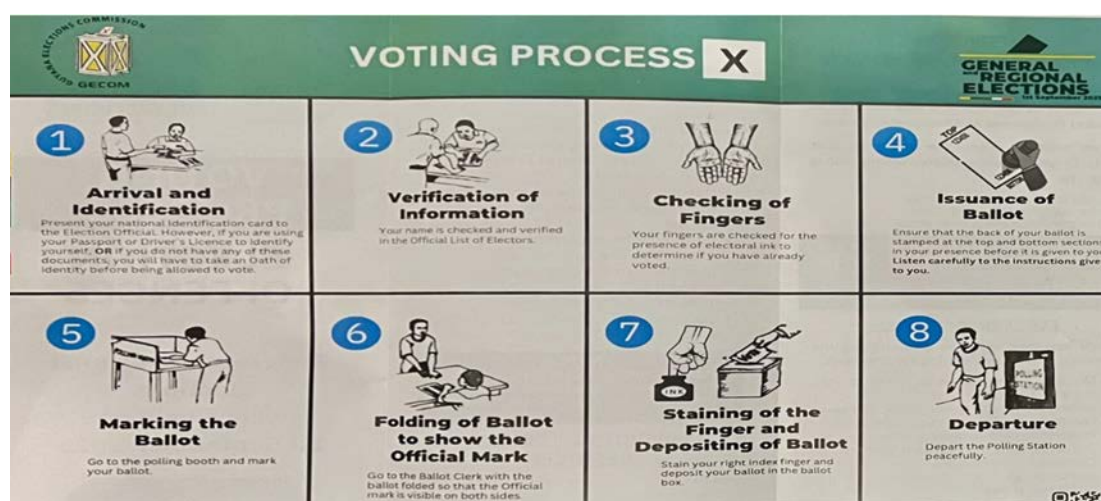 GUYANA ELECTIONS COMMISSION
GECOM
VOTING PROCESS X
GENERAL
and REGIONAL
ELECTIONS
1st September 2025
1
Arrival and
Identification
Present your national identification card to
the Election Official. However, if you are using
your Passport or Driver's Licence to identify
yourself, OR if you do not have any of these
documents, you will have to take an Oath of
Identity before being allowed to vote.
2
Verification of
Information
Your name is checked and verified
in the Official List of Electors.
3
Checking of
Fingers
Your fingers are checked for the
presence of electoral ink to
determine if you have already
voted.
4
TOP
Issuance of
Ballot
Ensure that the back of your ballot is
stamped at the top and bottom sections
in your presence before it is given to you
Listen carefully to the instructions give
to you.
5
Marking the
Ballot
Go to the polling booth and mark
your ballot.
6
Folding of Ballot
to show the
Official Mark
Go to the Ballot Clerk with the
ballot folded so that the Official
mark is visible on both sides
7
INK
Staining of the
Finger and
Depositing of Ballot
Stain your right index finger and
deposit your ballot in the ballot
box.
8
POLLING
STATION
Departure
Depart the Polling Station
peacefully.